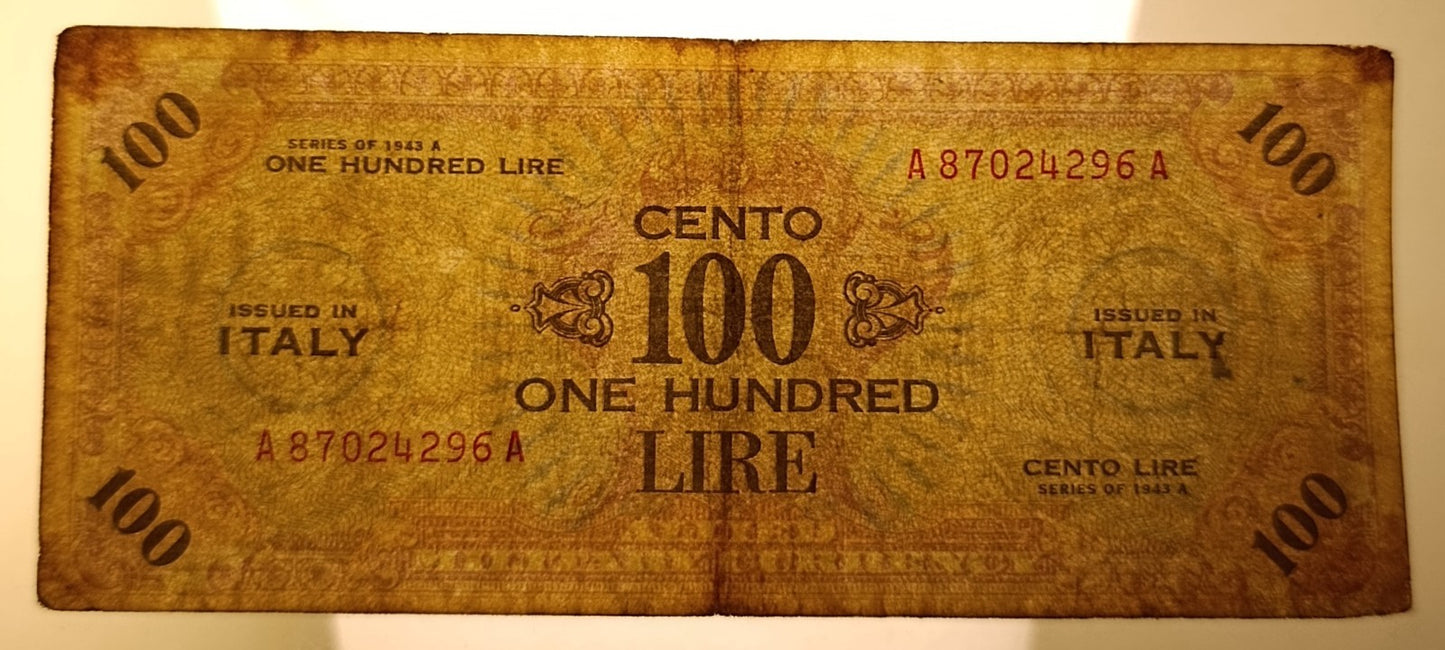 100
100
SERIES OF 1943 A
ONE HUNDRED LIRE
A 87024296 A
CENTO
100
ISSUED IN
ITALY
ISSUED IN
ITALY
ONE HUNDRED
LIRE
A 87024296 A
CENTO LIRE
SERIES OF 1943 A
100
100